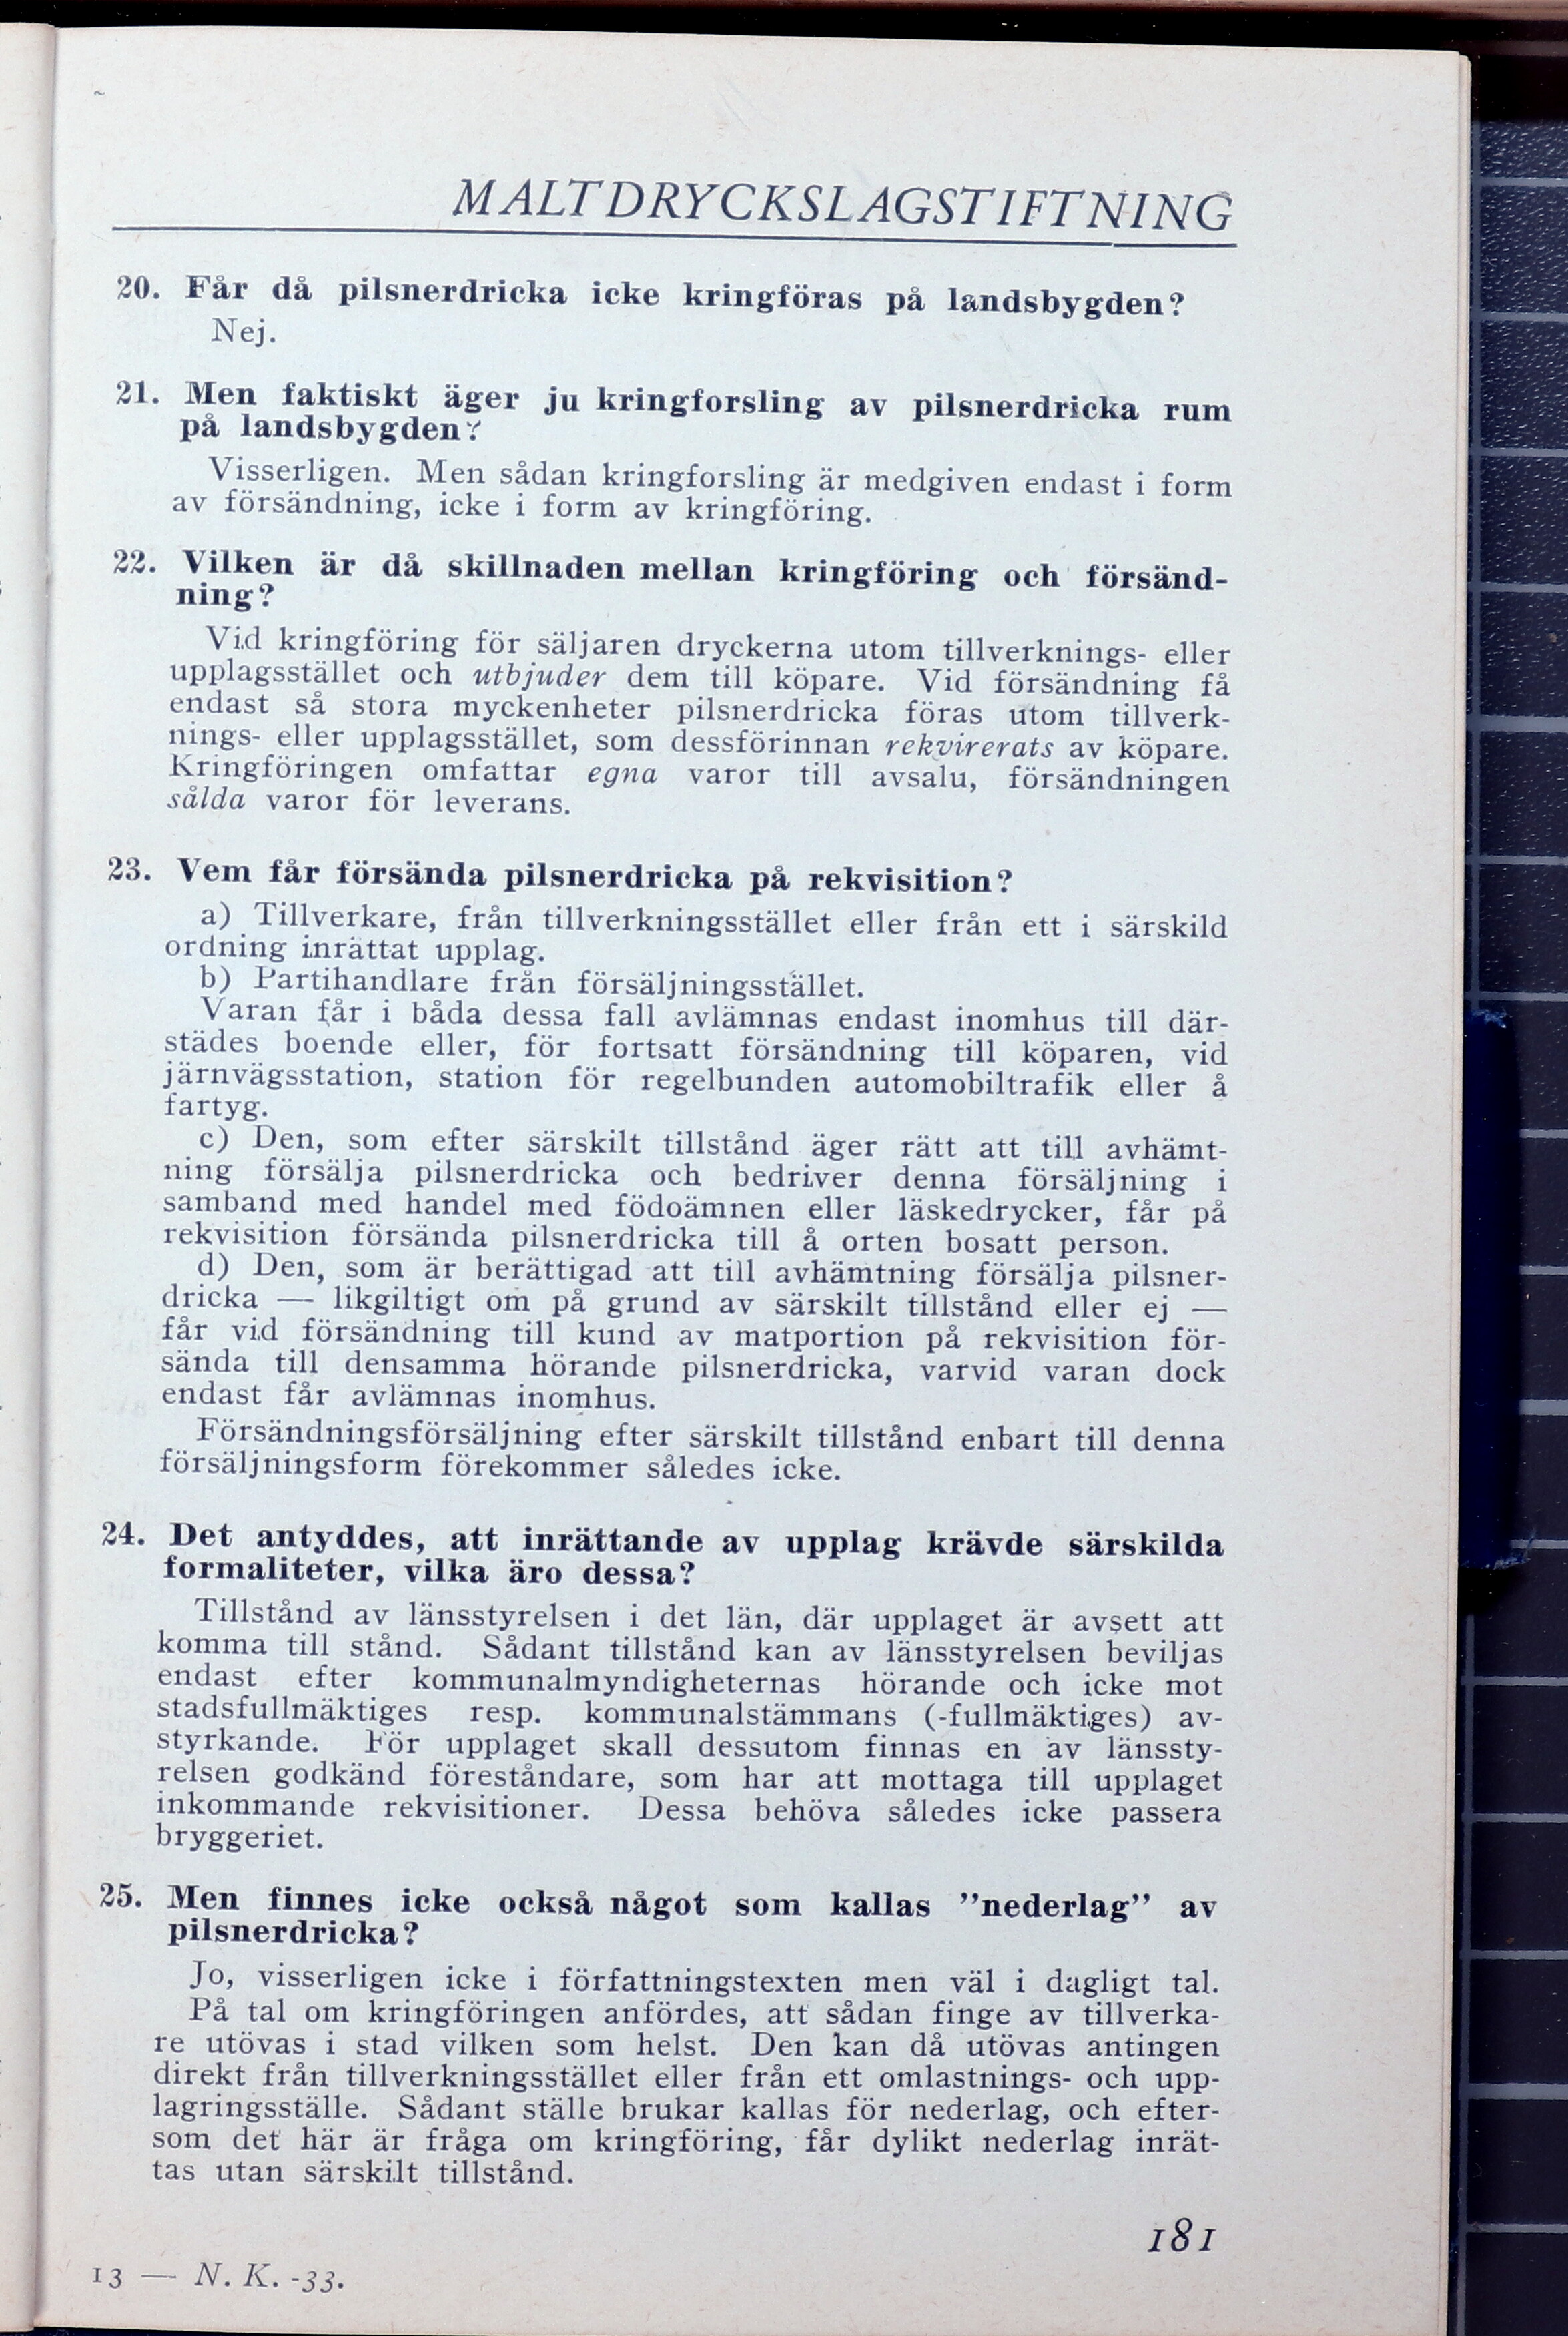 MALTDRYCKSLAGSTIFTNING
20. Får då pilsnerdricka icke kringföras på landsbygden?
Nej.
21. Men faktiskt äger ju kringforsling av pilsnerdricka rum
på landsbygden?
Visserligen. Men sådan kringforsling är medgiven endast i form
av försändning, icke i form av kringföring.
22. Vilken är då skillnaden mellan kringföring och försänd-
ning?
Vid kringföring för säljaren dryckerna utom tillverknings- eller
upplagsstället och utbjuder dem till köpare. Vid försändning få
endast så stora myckenheter pilsnerdricka föras utom tillverk-
nings- eller upplagsstället, som dessförinnan rekvirerats av köpare.
Kringföringen omfattar egna varor till avsalu, försändningen
sålda varor för leverans.
23. Vem får försända pilsnerdricka på rekvisition?
a) Tillverkare, från tillverkningsstället eller från ett i särskild
ordning inrättat upplag.
b) Partihandlare från försäljningsstället.
Varan får i båda dessa fall avlämnas endast inomhus till där-
städes boende eller, för fortsatt försändning till köparen, vid
järnvägsstation, station för regelbunden automobiltrafik eller å
fartyg.
c) Den, som efter särskilt tillstånd äger rätt att till avhämt-
ning försälja pilsnerdricka och bedriver denna försäljning i
samband med handel med födoämnen eller läskedrycker, får på
rekvisition försända pilsnerdricka till å orten bosatt person.
d) Den, som är berättigad att till avhämtning försälja pilsner-
dricka — likgiltigt om på grund av särskilt tillstånd eller ej —
får vid försändning till kund av matportion på rekvisition för-
sända till densamma hörande pilsnerdricka, varvid varan dock
endast får avlämnas inomhus.
Försändningsförsäljning efter särskilt tillstånd enbart till denna
försäljningsform förekommer således icke.
24. Det antyddes, att inrättande av upplag krävde särskilda
formaliteter, vilka äro dessa?
Tillstånd av länsstyrelsen i det län, där upplaget är avsett att
komma till stånd. Sådant tillstånd kan av länsstyrelsen beviljas
endast efter kommunalmyndigheternas hörande och icke mot
stadsfullmäktiges resp. kommunalstämmans (-fullmäktiges) av-
styrkande. För upplaget skall dessutom finnas en av länssty-
relsen godkänd föreståndare, som har att mottaga till upplaget
inkommande rekvisitioner. Dessa behöva således icke passera
bryggeriet.
25. Men finnes icke också något som kallas ”nederlag” av
pilsnerdricka?
Jo, visserligen icke i författningstexten men väl i dagligt tal.
På tal om kringföringen anfördes, att sådan finge av tillverka-
re utövas i stad vilken som helst. Den kan då utövas antingen
direkt från tillverkningsstället eller från ett omlastnings- och upp-
lagringsställe. Sådant ställe brukar kallas för nederlag, och efter-
som det här är fråga om kringföring, får dylikt nederlag inrät-
tas utan särskilt tillstånd.
181
13 — N. K. -33.